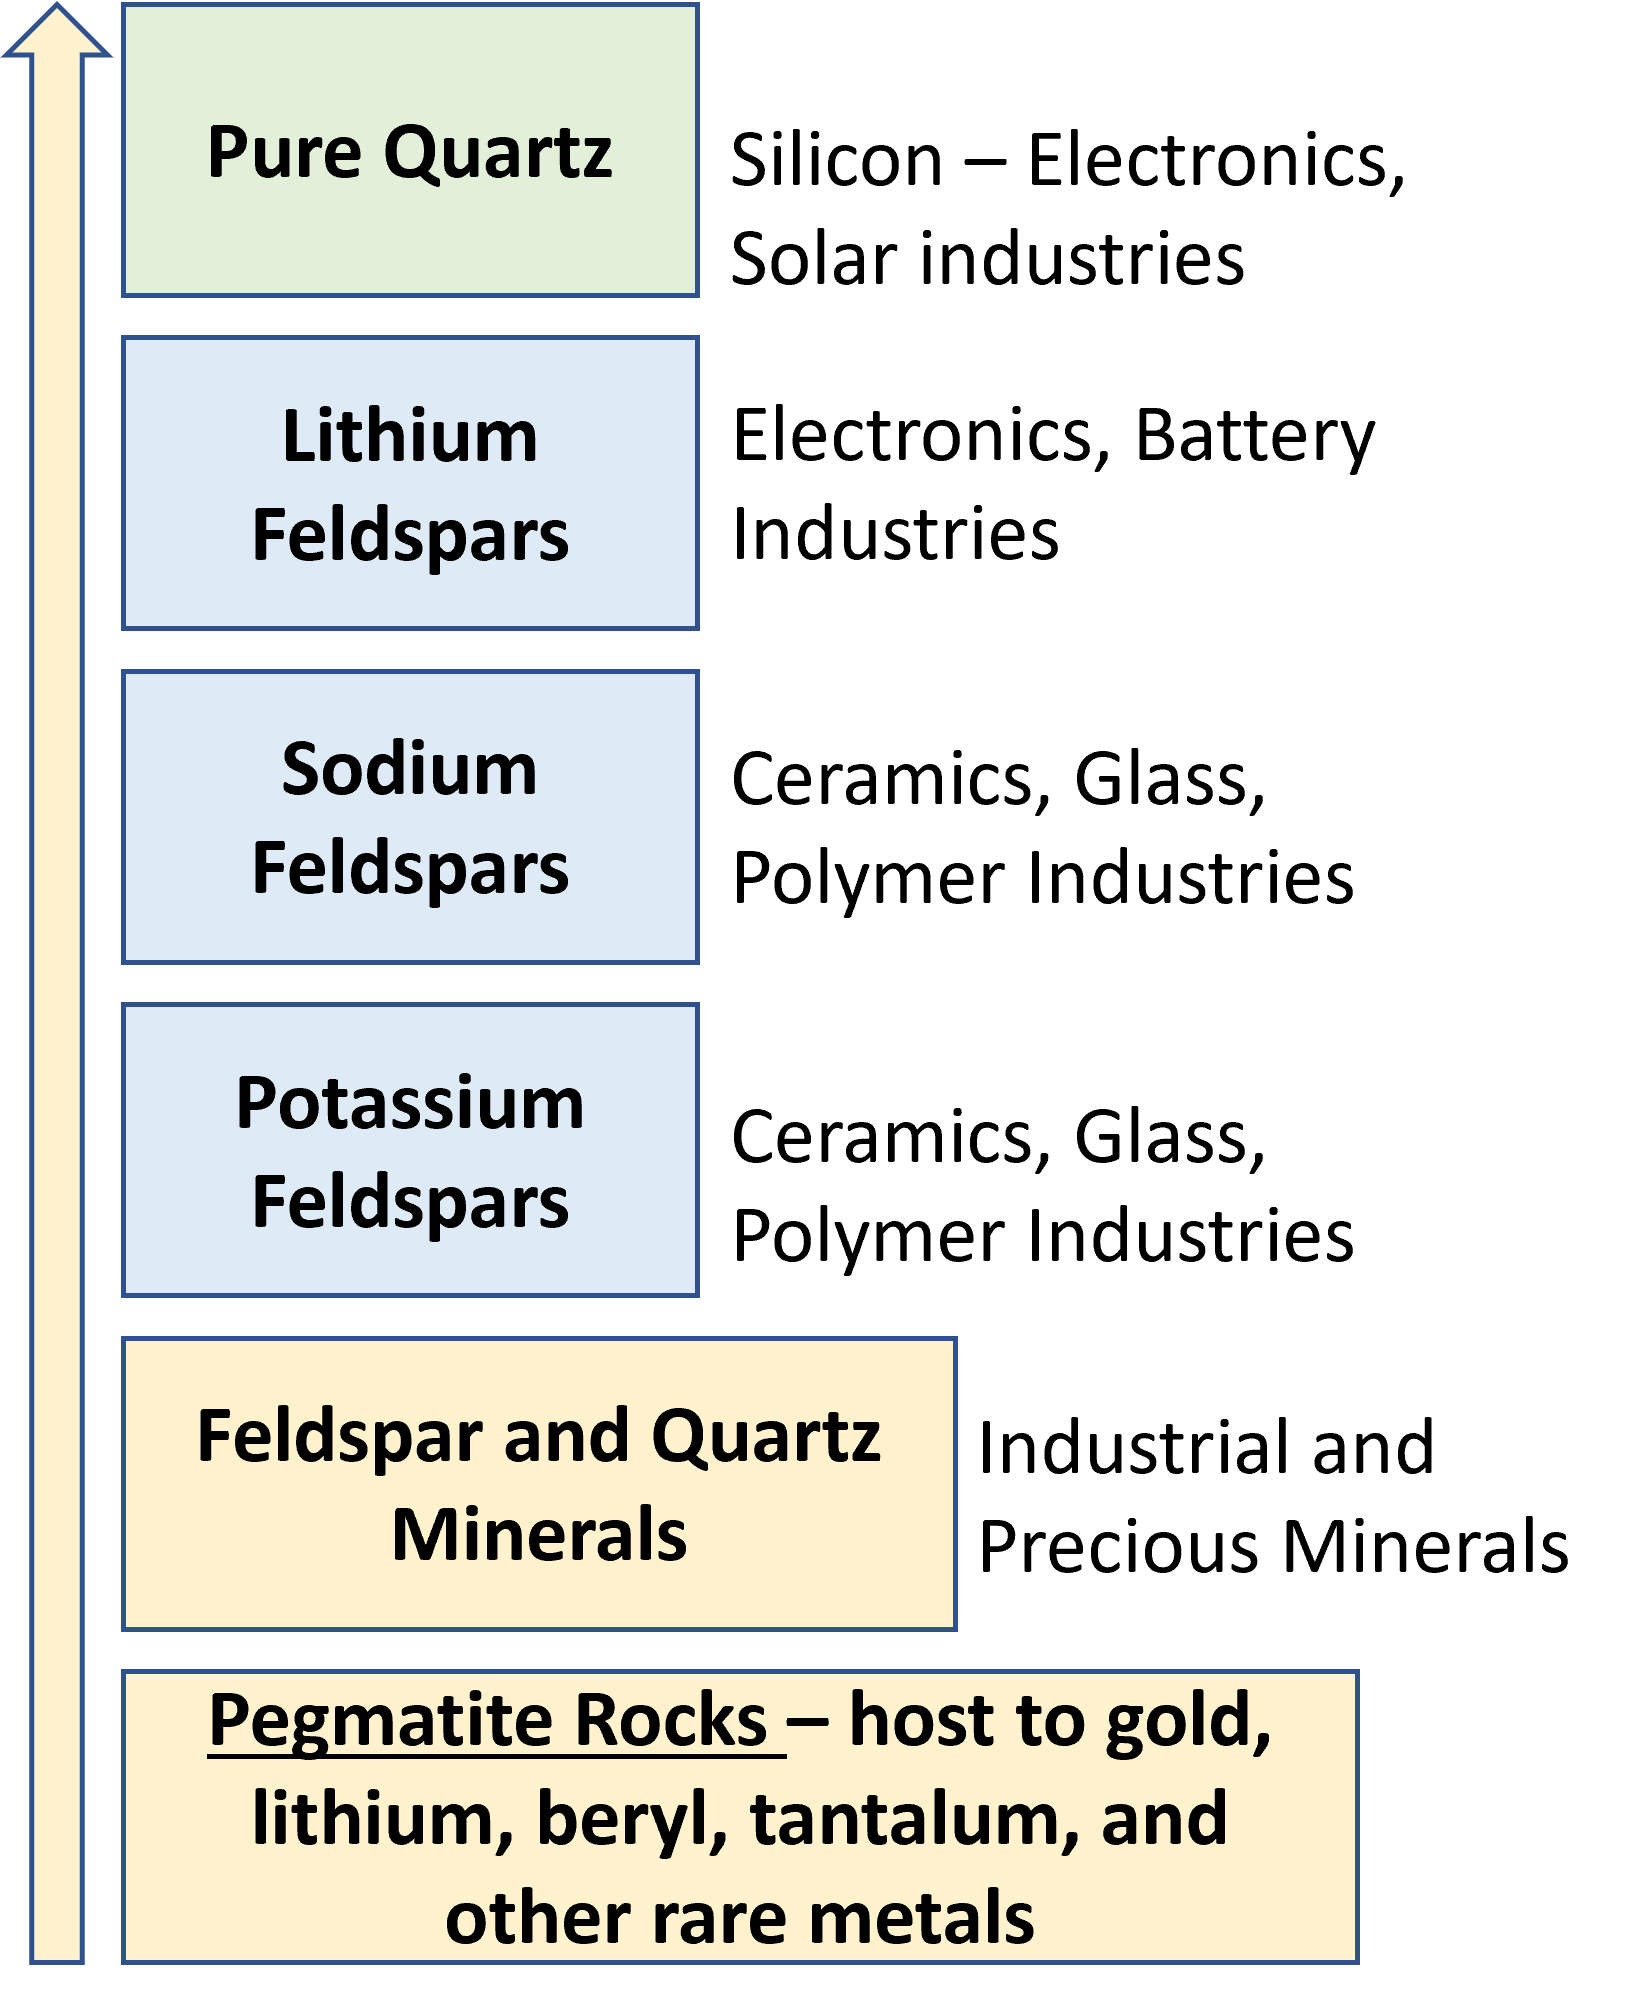 Pure Quartz
Silicon – Electronics,
Solar industries
Lithium
Feldspars
Electronics, Battery
Industries
Sodium
Feldspars
Ceramics, Glass,
Polymer Industries
Potassium
Feldspars
Ceramics, Glass,
Polymer Industries
Feldspar and Quartz
Minerals
Industrial and
Precious Minerals
Pegmatite Rocks – host to gold,
lithium, beryl, tantalum, and
other rare metals